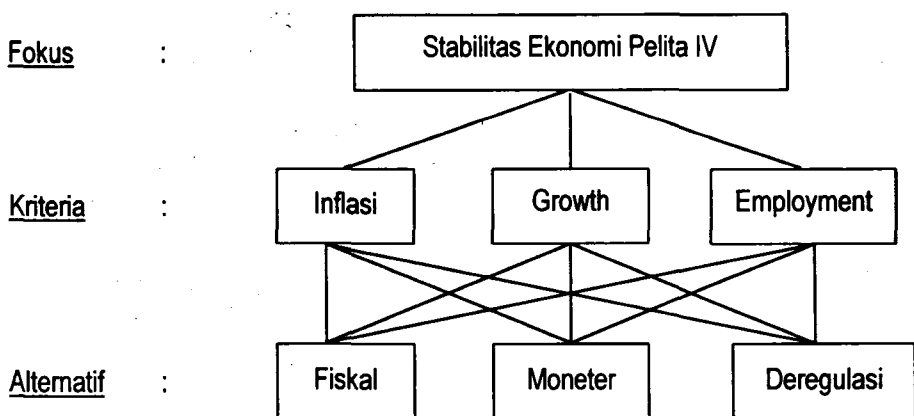 Fokus : Stabilitas Ekonomi Pelita IV
Kriteria : Inflasi Growth Employment
Alternatif : Fiskal Moneter Deregulasi